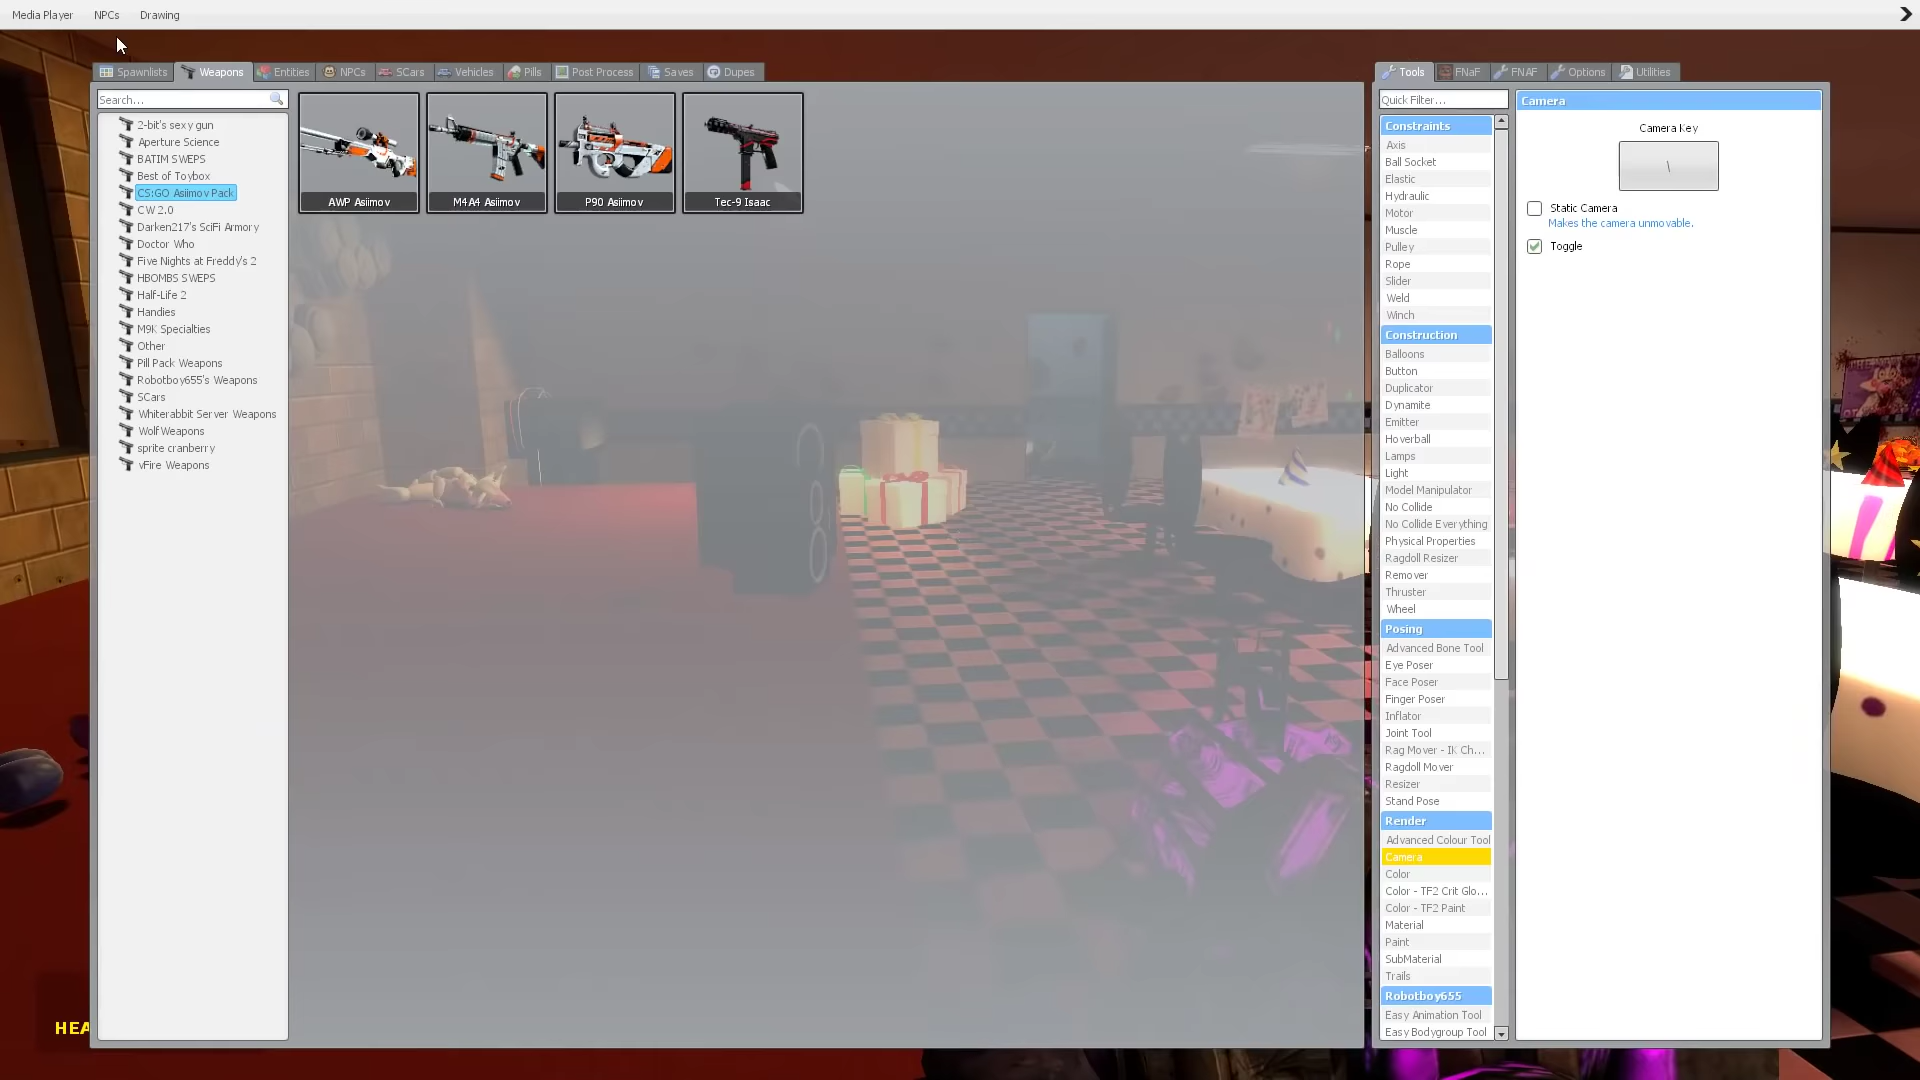 Media Player NPCs Drawing
Spawnlists Weapons Entities NPCs SCars Vehicles Pills Post Process Saves Dupes
Search...
2-bit's sexy gun
Aperture Science
BATIM SWEPS
Best of Toybox
CS:GO Asiimov Pack
CW 2.0
Darken217's SciFi Armory
Doctor Who
Five Nights at Freddy's 2
HBOMBS SWEPS
Half-Life 2
Handies
M9K Specialties
Other
Pill Pack Weapons
Robotboy655's Weapons
SCars
Whiterabbit Server Weapons
Wolf Weapons
sprite cranberry
vFire Weapons
AWP Asiimov M4A4 Asiimov P90 Asiimov Tec-9 Isaac
HEA
Tools FNaF FNAF Options Utilities
Quick Filter...
Constraints
Axis
Ball Socket
Elastic
Hydraulic
Motor
Muscle
Pulley
Rope
Slider
Weld
Winch
Construction
Balloons
Button
Duplicator
Dynamite
Emitter
Hoverball
Lamps
Light
Model Manipulator
No Collide
No Collide Everything
Physical Properties
Ragdoll Resizer
Remover
Thruster
Wheel
Posing
Advanced Bone Tool
Eye Poser
Face Poser
Finger Poser
Inflator
Joint Tool
Rag Mover - IK Ch...
Ragdoll Mover
Resizer
Stand Pose
Render
Advanced Colour Tool
Camera
Color
Color - TF2 Crit Glo...
Color - TF2 Paint
Material
Paint
SubMaterial
Trails
Robotboy655
Easy Animation Tool
Easy Bodygroup Tool
Camera
Camera Key
\
Static Camera
Makes the camera unmovable.
Toggle